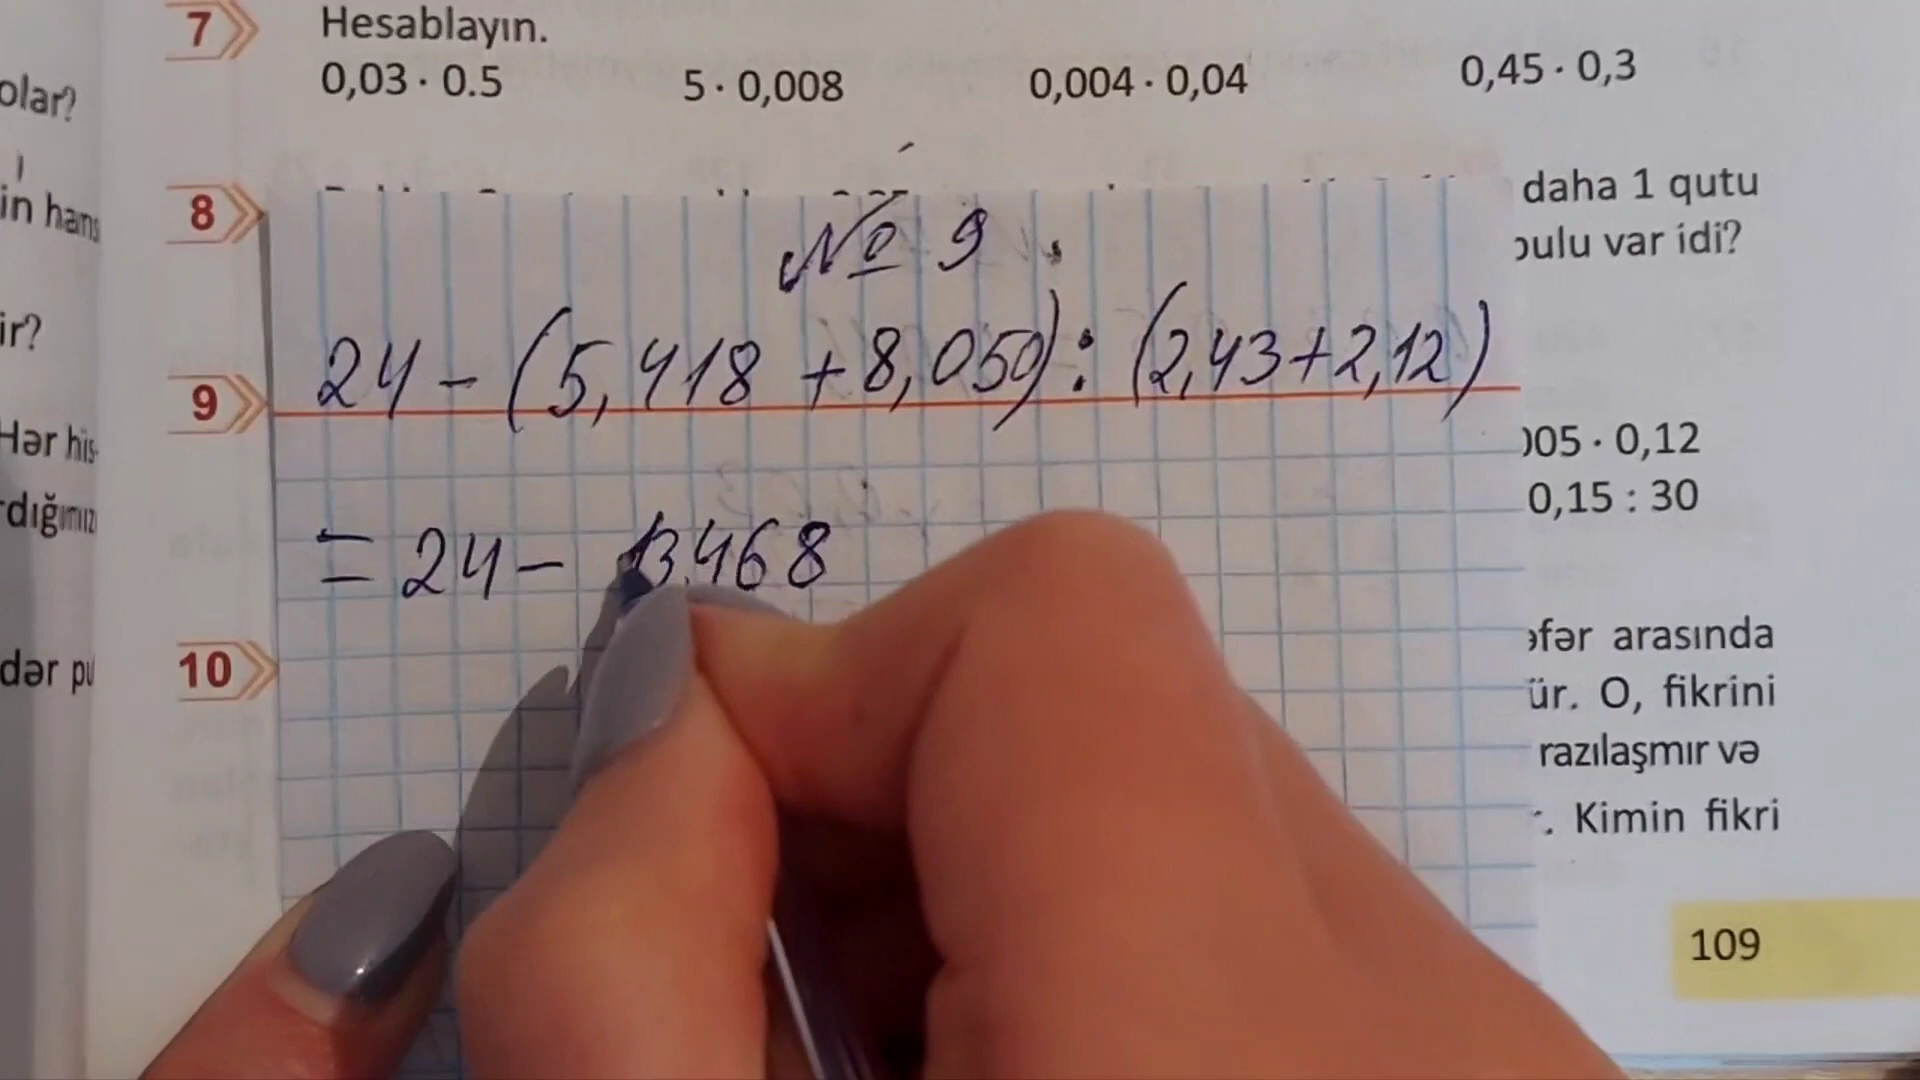 7
Hesablayın.
0,03 · 0.5
5 · 0,008
0,004 · 0,04
0,45 · 0,3
olar?
in hans
ir?
Hər his-
rdığımız
dər pu
8
daha 1 qutu
pulu var idi?
№ 9
24 - (5,418 + 8,050) : (2,43+2,12)
9
005 · 0,12
0,15 : 30
= 24 - 13,468
10
əfər arasında
ür. O, fikrini
razılaşmır və
. Kimin fikri
109